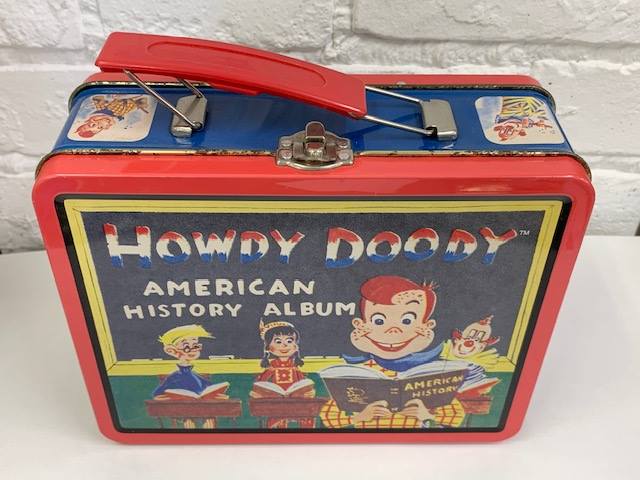 HOWDY DOODY™
AMERICAN
HISTORY ALBUM
AMERICAN
HISTORY